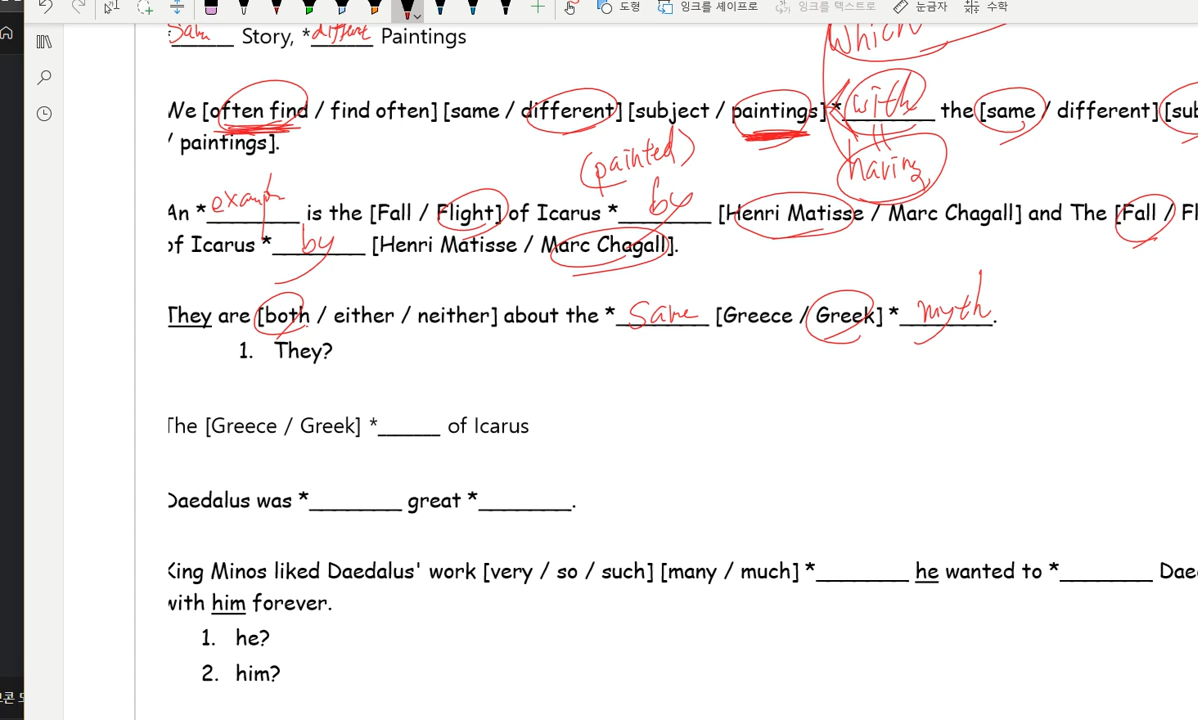 도형 잉크를 셰이프로 잉크를 텍스트로 눈금자 수학
Same Story, *different Paintings
which
We [often find / find often] [same / different] [subject / paintings] *with the [same / different] [sub
/ paintings].
(painted) having
An *example is the [Fall / Flight] of Icarus *by [Henri Matisse / Marc Chagall] and The [Fall / Fl
of Icarus *by [Henri Matisse / Marc Chagall].
They are [both / either / neither] about the *same [Greece / Greek] *myth.
1. They?
The [Greece / Greek] *______ of Icarus
Daedalus was *________ great *________.
King Minos liked Daedalus' work [very / so / such] [many / much] *________ he wanted to *________ Dae
with him forever.
1. he?
2. him?